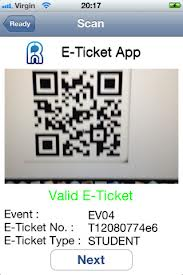 Virgin 20:17
Ready Scan
E-Ticket App
Valid E-Ticket
Event : EV04
E-Ticket No. : T12080774e6
E-Ticket Type : STUDENT
Next